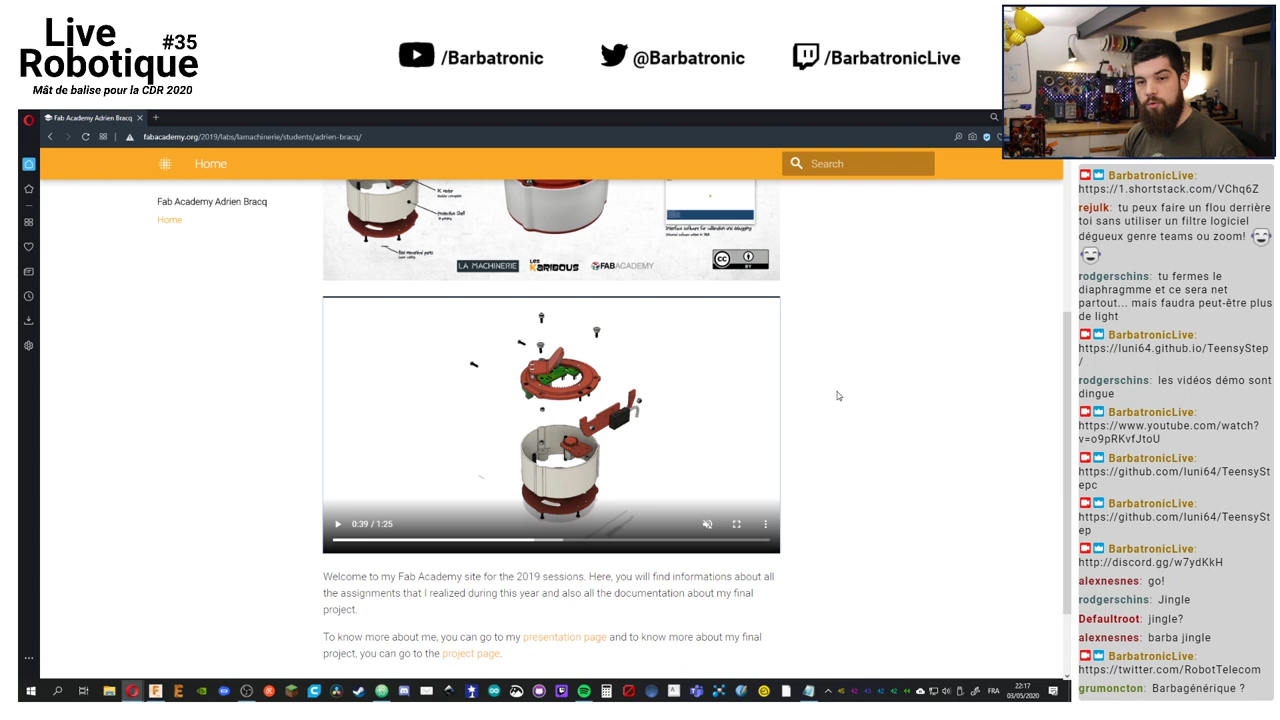 Live
Robotique #35
Mât de balise pour la CDR 2020
/Barbatronic
@Barbatronic
/BarbatronicLive
Fab Academy Adrien Bracq
fabacademy.org/2019/labs/lamachinerie/students/adrien-bracq/
Home
Search
Fab Academy Adrien Bracq
Home
LA MACHINERIE
LES KARIBOUS
FABACADEMY
CC BY
0:39 / 1:25
Welcome to my Fab Academy site for the 2019 sessions. Here, you will find informations about all
the assignments that I realized during this year and also all the documentation about my final
project.
To know more about me, you can go to my presentation page and to know more about my final
project, you can go to the project page.
BarbatronicLive:
https://1.shortstack.com/VChq6Z
rejulk: tu peux faire un flou derrière
toi sans utiliser un filtre logiciel
dégueux genre teams ou zoom!
rodgerschins: tu fermes le
diaphragmme et ce sera net
partout... mais faudra peut-être plus
de light
BarbatronicLive:
https://luni64.github.io/TeensyStep
/
rodgerschins: les vidéos démo sont
dingue
BarbatronicLive:
https://www.youtube.com/watch?
v=o9pRKvfJtoU
BarbatronicLive:
https://github.com/luni64/TeensySt
epc
BarbatronicLive:
https://github.com/luni64/TeensySt
ep
BarbatronicLive:
http://discord.gg/w7ydKkH
alexnesnes: go!
rodgerschins: Jingle
Defaultroot: jingle?
alexnesnes: barba jingle
BarbatronicLive:
https://twitter.com/RobotTelecom
grumoncton: Barbagénérique ?
FRA
22:17
03/05/2020